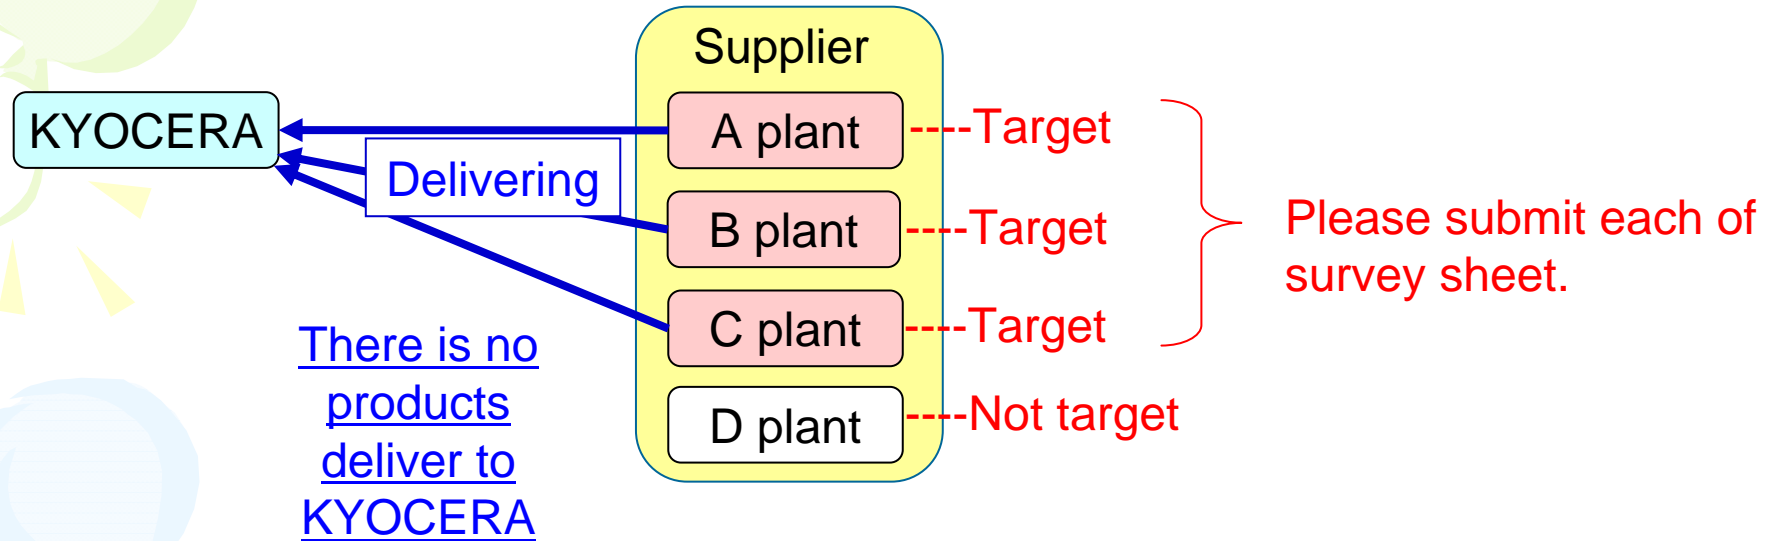 Supplier
KYOCERA
A plant
----Target
Delivering
B plant
----Target
Please submit each of
survey sheet.
C plant
----Target
There is no
products
deliver to
KYOCERA
D plant
----Not target